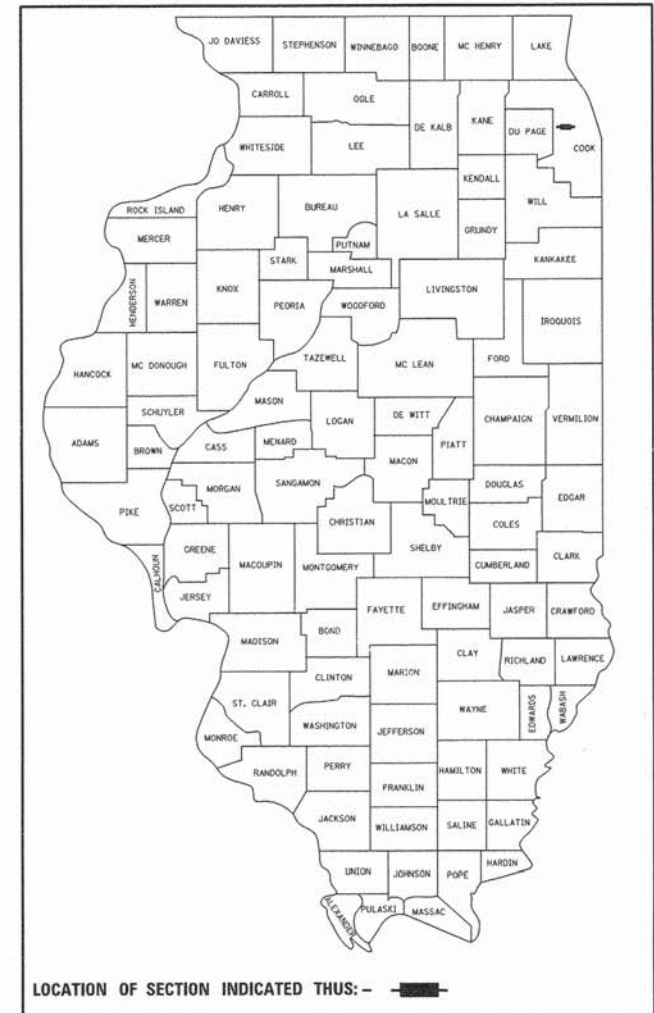 JO DAVIESS
STEPHENSON
WINNEBAGO
BOONE
MC HENRY
LAKE
CARROLL
OGLE
DE KALB
KANE
DU PAGE
COOK
WHITESIDE
LEE
KENDALL
WILL
ROCK ISLAND
HENRY
BUREAU
LA SALLE
GRUNDY
MERCER
PUTNAM
STARK
MARSHALL
KANKAKEE
HENDERSON
WARREN
KNOX
PEORIA
WOODFORD
LIVINGSTON
IROQUOIS
HANCOCK
MC DONOUGH
FULTON
TAZEWELL
MC LEAN
FORD
SCHUYLER
MASON
LOGAN
DE WITT
CHAMPAIGN
VERMILION
ADAMS
BROWN
CASS
MENARD
PIATT
MACON
PIKE
SCOTT
MORGAN
SANGAMON
CHRISTIAN
MOULTRIE
DOUGLAS
EDGAR
COLES
CALHOUN
GREENE
MACOUPIN
MONTGOMERY
SHELBY
CUMBERLAND
CLARK
JERSEY
FAYETTE
EFFINGHAM
JASPER
CRAWFORD
MADISON
BOND
CLAY
RICHLAND
LAWRENCE
ST. CLAIR
CLINTON
MARION
WAYNE
EDWARDS
WABASH
MONROE
WASHINGTON
JEFFERSON
RANDOLPH
PERRY
FRANKLIN
HAMILTON
WHITE
JACKSON
WILLIAMSON
SALINE
GALLATIN
UNION
JOHNSON
POPE
HARDIN
ALEXANDER
PULASKI
MASSAC
LOCATION OF SECTION INDICATED THUS: -